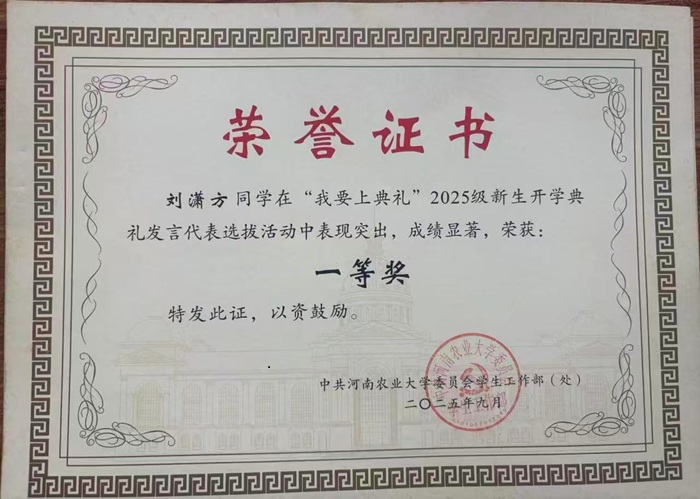 荣誉证书
刘潇方同学在“我要上典礼”2025级新生开学典
礼发言代表选拔活动中表现突出，成绩显著，荣获：
一等奖
特发此证，以资鼓励。
中共河南农业大学委员会学生工作部（处）
二〇二五年九月